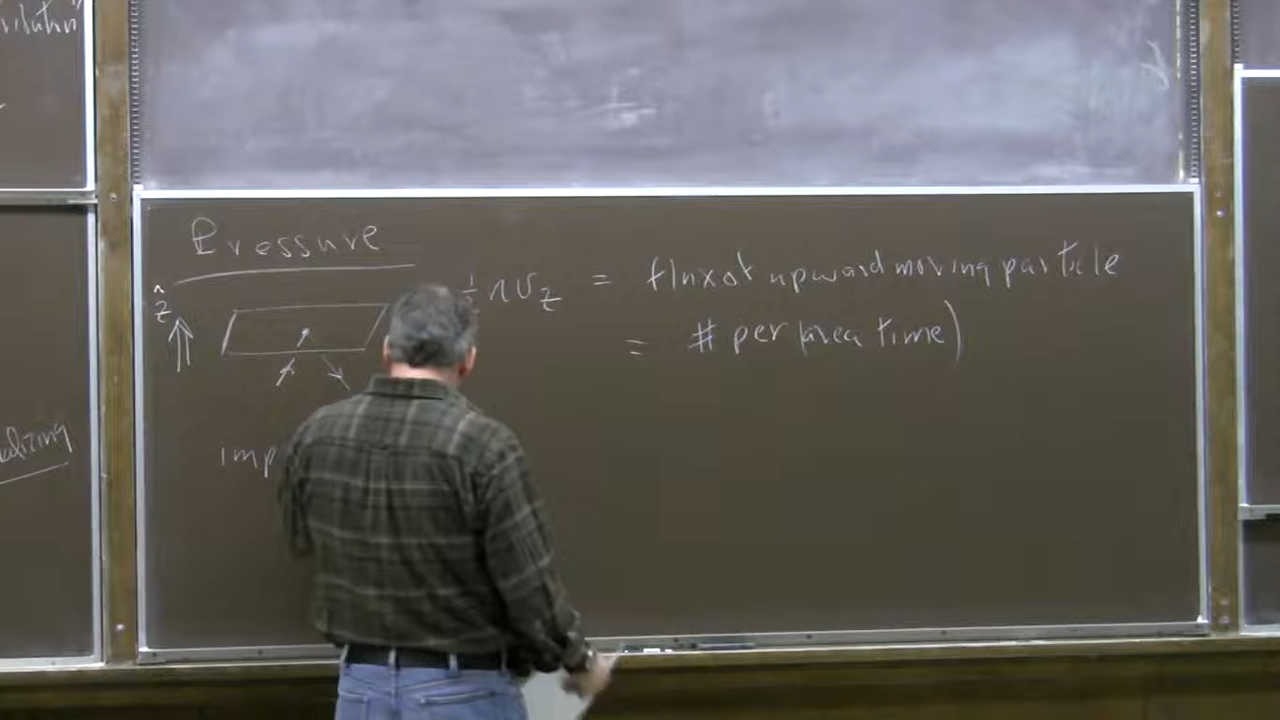 Pressure
ẑ
½ n v_z = flux of upward moving particle
= # per (area time)
imp